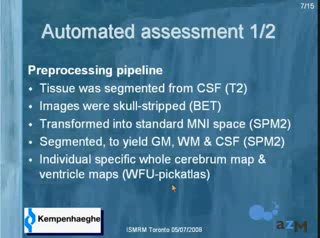 7/15
Automated assessment 1/2
Preprocessing pipeline
• Tissue was segmented from CSF (T2)
• Images were skull-stripped (BET)
• Transformed into standard MNI space (SPM2)
• Segmented, to yield GM, WM & CSF (SPM2)
• Individual specific whole cerebrum map &
ventricle maps (WFU-pickatlas)
Kempenhaeghe
ISMRM Toronto 05/07/2008
azM